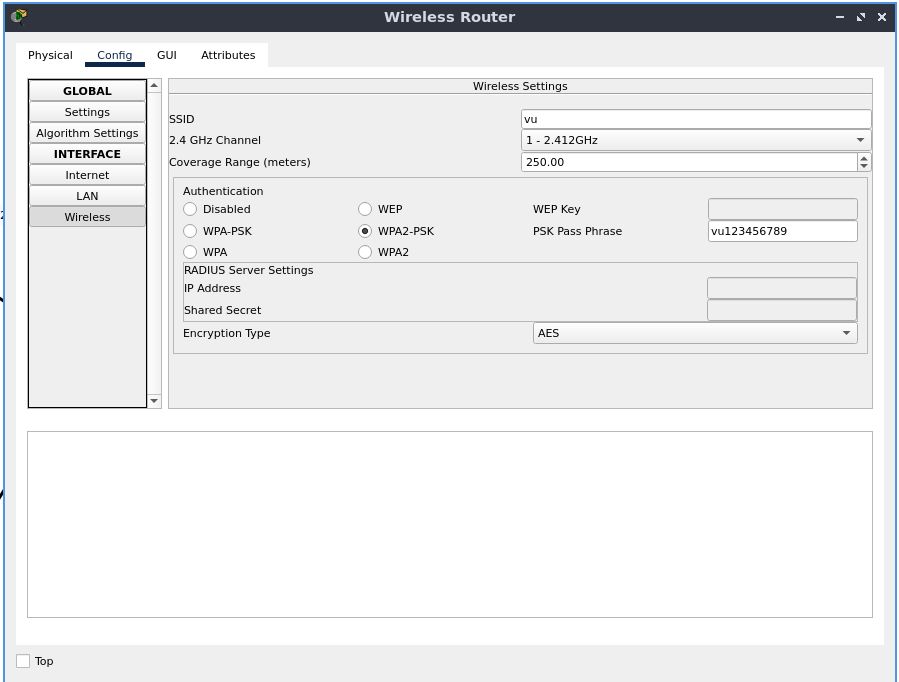 Wireless Router
Physical Config GUI Attributes
GLOBAL
Settings
Algorithm Settings
INTERFACE
Internet
LAN
Wireless
Wireless Settings
SSID vu
2.4 GHz Channel 1 - 2.412GHz
Coverage Range (meters) 250.00
Authentication
Disabled WEP WEP Key
WPA-PSK WPA2-PSK PSK Pass Phrase vu123456789
WPA WPA2
RADIUS Server Settings
IP Address
Shared Secret
Encryption Type AES
Top